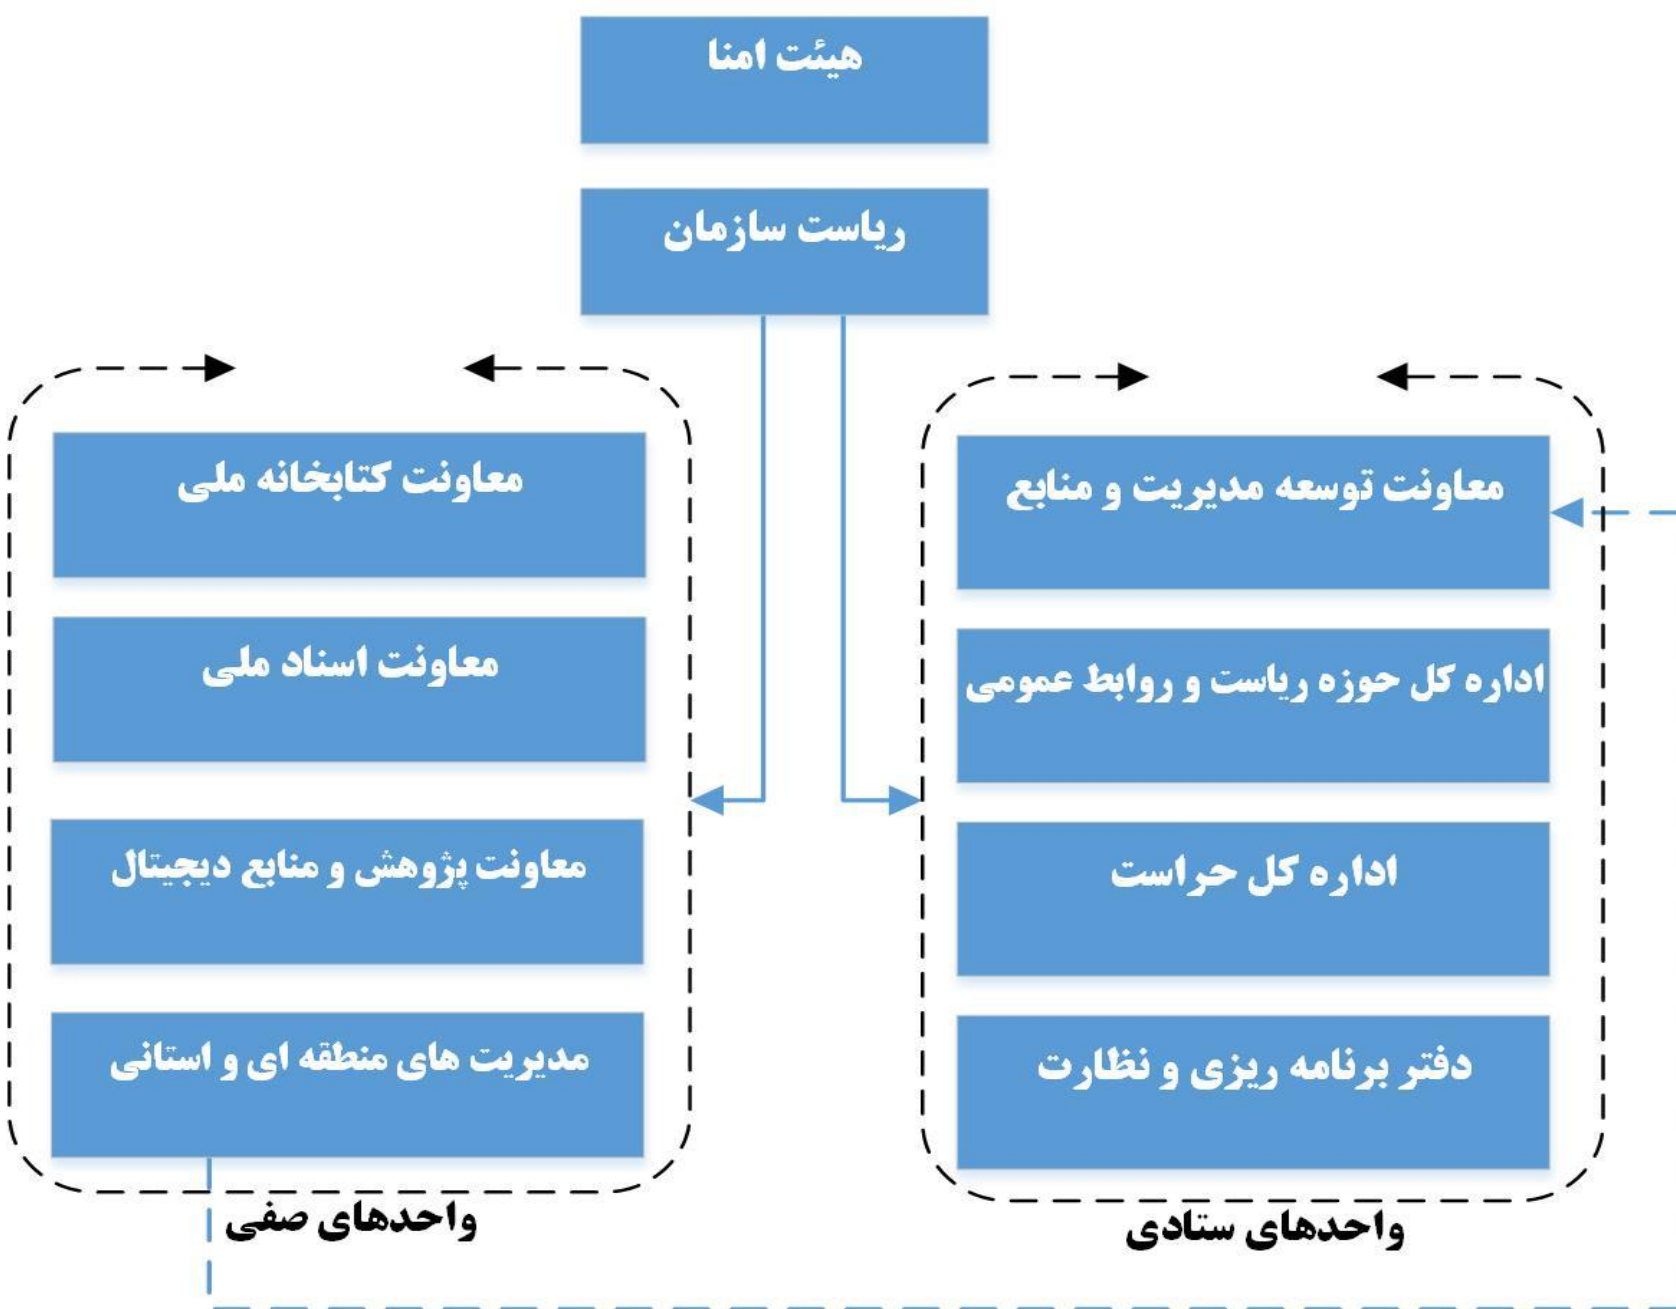 هیئت امنا
ریاست سازمان
معاونت توسعه مدیریت و منابع
اداره کل حوزه ریاست و روابط عمومی
اداره کل حراست
دفتر برنامه ریزی و نظارت
واحدهای ستادی
معاونت کتابخانه ملی
معاونت اسناد ملی
معاونت پژوهش و منابع دیجیتال
مدیریت های منطقه ای و استانی
واحدهای صفی